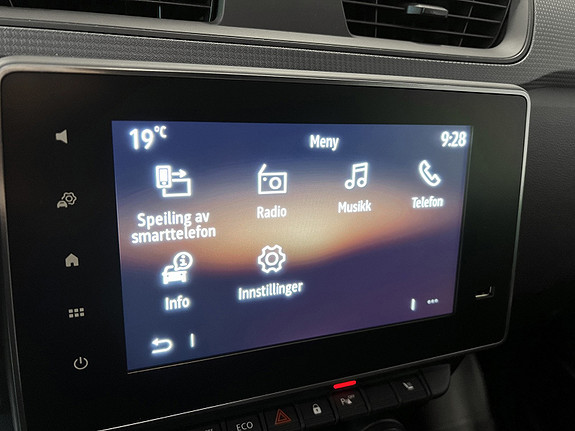 19°C
Meny
9:28
Speiling av
smarttelefon
Radio
Musikk
Telefon
Info
Innstillinger
ECO